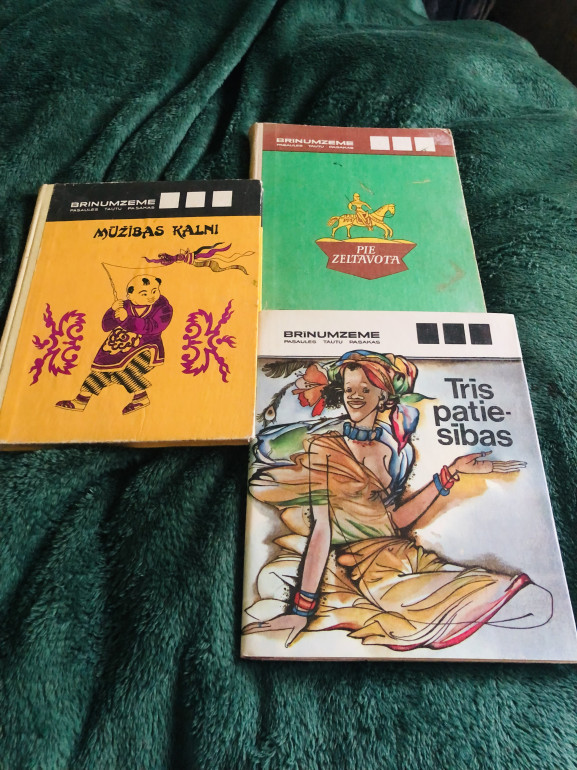 BRĪNUMZEME
PASAULES TAUTU PASAKAS
MŪŽĪBAS KALNI
BRĪNUMZEME
PASAULES TAUTU PASAKAS
PIE
ZELTAVOTA
BRĪNUMZEME
PASAULES TAUTU PASAKAS
Trīs
patie-
sības